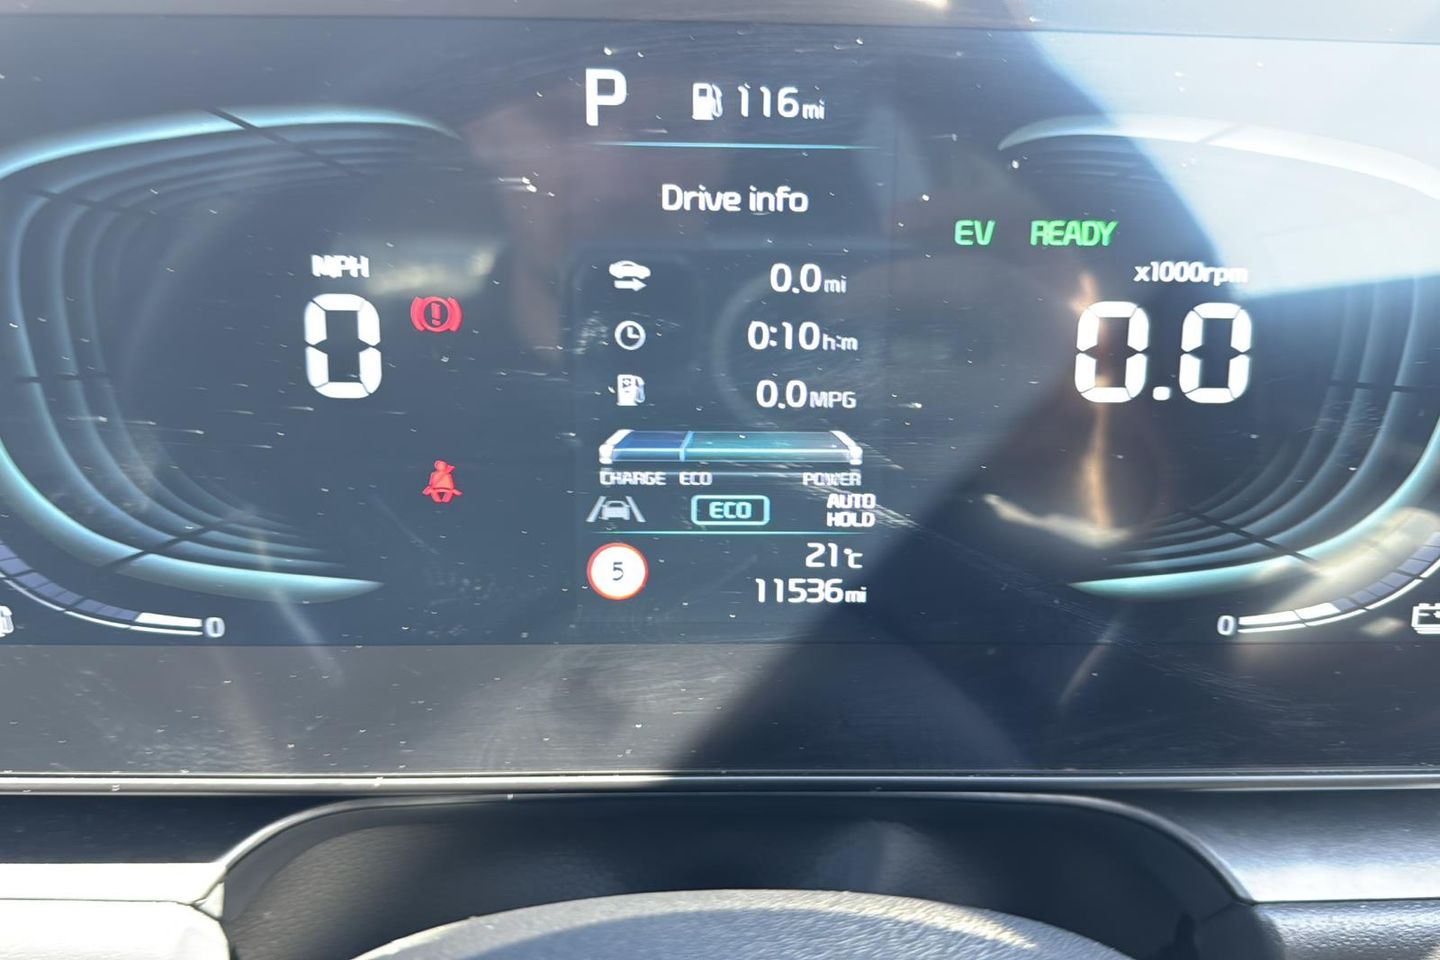 P 116mi
Drive info
EV READY
MPH
0
0.0mi
0:10h:m
0.0MPG
x1000rpm
0.0
CHARGE ECO POWER
ECO
AUTO HOLD
5
21℃
11536mi
0
0